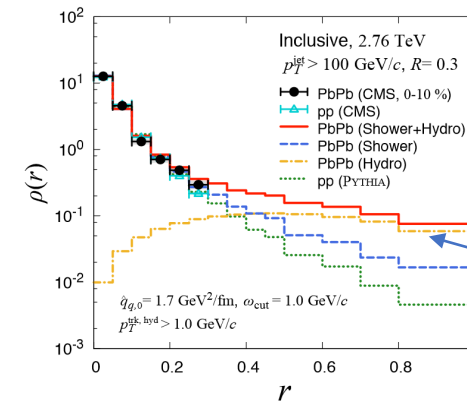 10²
10¹
10⁰
10⁻¹
10⁻²
10⁻³
ρ(r)
Inclusive, 2.76 TeV
p_T^jet > 100 GeV/c, R= 0.3
PbPb (CMS, 0-10 %)
pp (CMS)
PbPb (Shower+Hydro)
PbPb (Shower)
PbPb (Hydro)
pp (PYTHIA)
q̂_q,0 = 1.7 GeV²/fm, ω_cut = 1.0 GeV/c
p_T^trk, hyd > 1.0 GeV/c
0 0.2 0.4 0.6 0.8
r